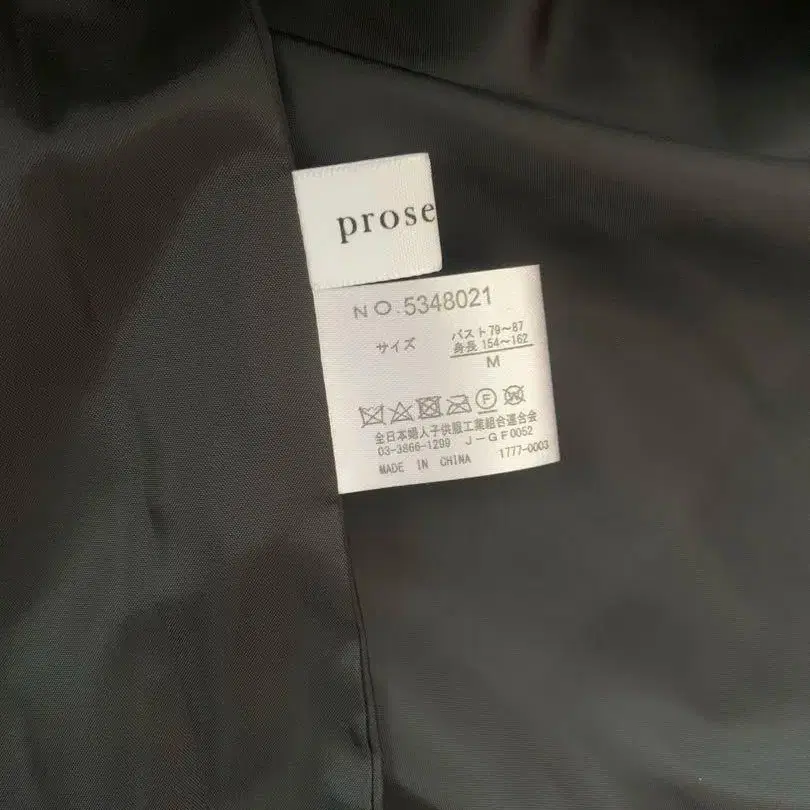 prose
NO.5348021
サイズ
バスト79~87
身長 154~162
M
F W
全日本婦人子供服工業組合連合会
03-3866-1299 J-GF0052
MADE IN CHINA 1777-0003